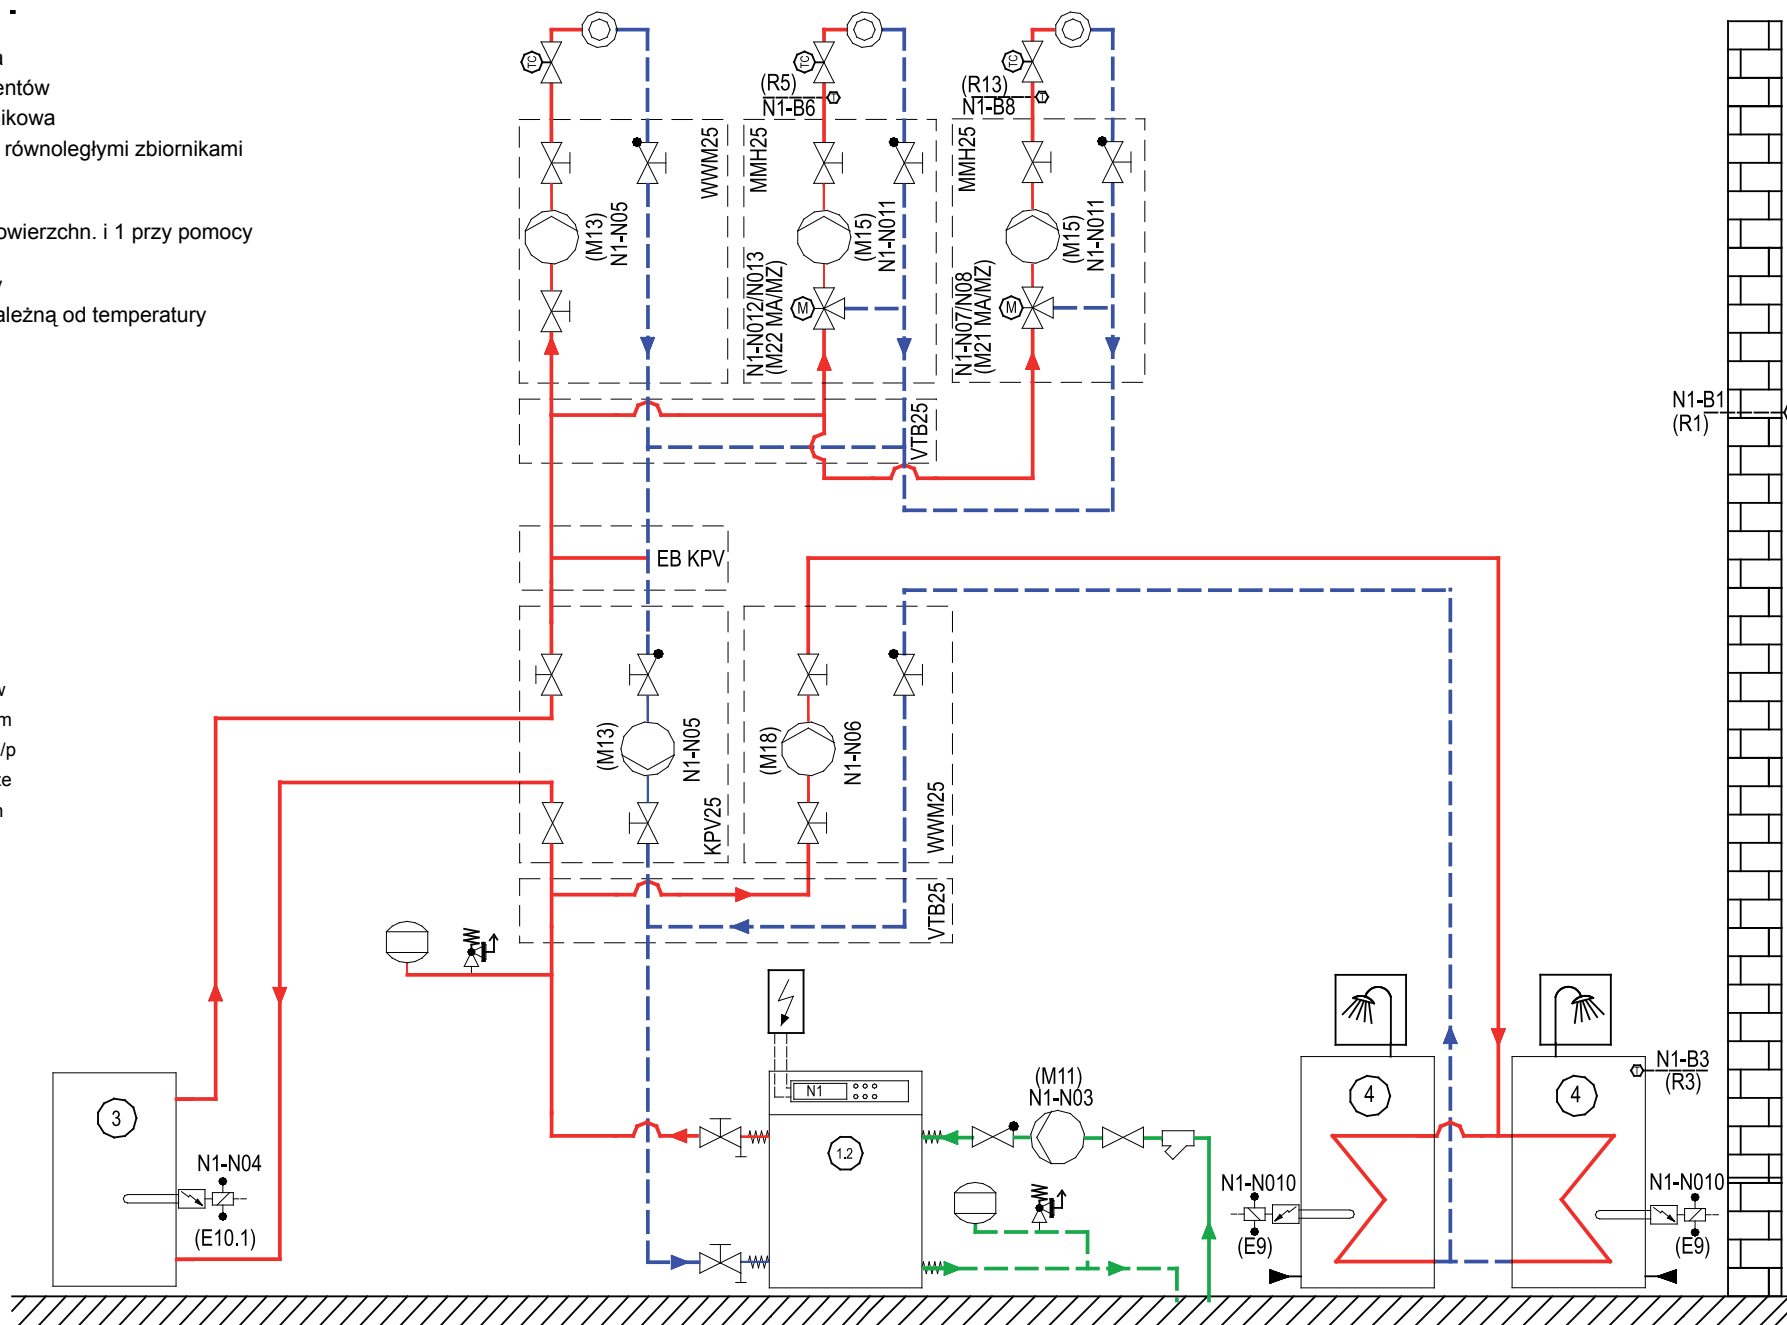 -
a
entów
ikowa
równoległymi zbiornikami
owierzchn. i 1 przy pomocy
y
ależną od temperatury
w
m
/p
że
h
TC
TC
TC
(R5)
N1-B6
(R13)
N1-B8
WWM25
MMH25
MMH25
(M13)
N1-N05
(M15)
N1-N011
(M15)
N1-N011
N1-N012/N013
(M22 MA/MZ)
N1-N07/N08
(M21 MA/MZ)
M
M
VTB25
N1-B1
(R1)
EB KPV
(M13)
N1-N05
KPV25
(M18)
N1-N06
WWM25
VTB25
N1
1.2
(M11)
N1-N03
3
N1-N04
(E10.1)
4
4
N1-B3
(R3)
N1-N010
(E9)
N1-N010
(E9)